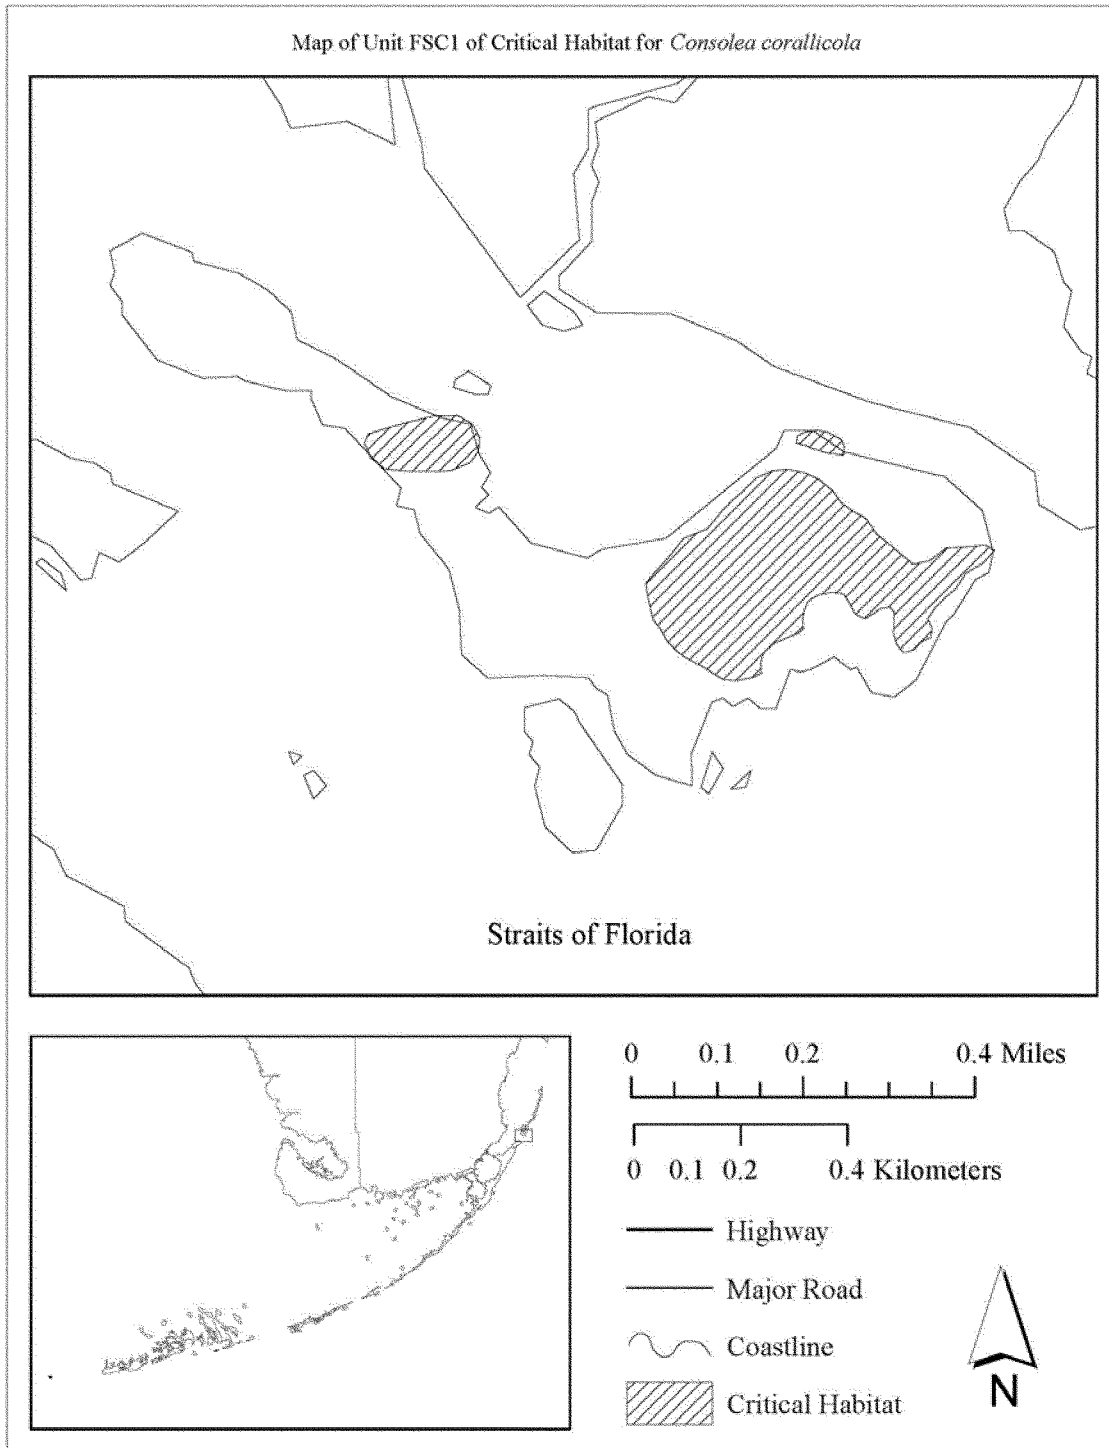 Map of Unit FSC1 of Critical Habitat for Consolea corallicola
Straits of Florida
0 0.1 0.2 0.4 Miles
0 0.1 0.2 0.4 Kilometers
Highway
Major Road
Coastline
Critical Habitat
N